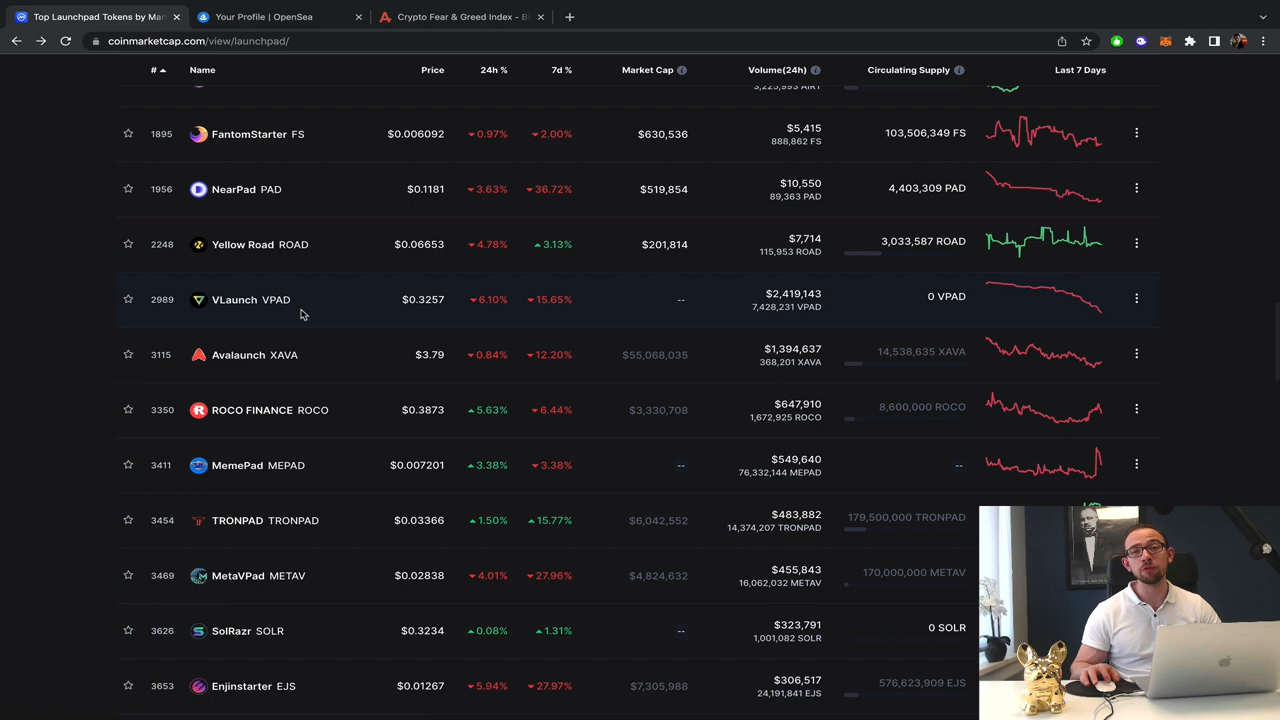 Top Launchpad Tokens by Mar
Your Profile | OpenSea
Crypto Fear & Greed Index - B
coinmarketcap.com/view/launchpad/
# Name Price 24h % 7d % Market Cap Volume(24h) Circulating Supply Last 7 Days
3,225,993 AIRT
1895 FantomStarter FS $0.006092 0.97% 2.00% $630,536 $5,415 103,506,349 FS
888,862 FS
1956 NearPad PAD $0.1181 3.63% 36.72% $519,854 $10,550 4,403,309 PAD
89,363 PAD
2248 Yellow Road ROAD $0.06653 4.78% 3.13% $201,814 $7,714 3,033,587 ROAD
115,953 ROAD
2989 VLaunch VPAD $0.3257 6.10% 15.65% -- $2,419,143 0 VPAD
7,428,231 VPAD
3115 Avalaunch XAVA $3.79 0.84% 12.20% $55,068,035 $1,394,637 14,538,635 XAVA
368,201 XAVA
3350 ROCO FINANCE ROCO $0.3873 5.63% 6.44% $3,330,708 $647,910 8,600,000 ROCO
1,672,925 ROCO
3411 MemePad MEPAD $0.007201 3.38% 3.38% -- $549,640 --
76,332,144 MEPAD
3454 TRONPAD TRONPAD $0.03366 1.50% 15.77% $6,042,552 $483,882 179,500,000 TRONPAD
14,374,207 TRONPAD
3469 MetaVPad METAV $0.02838 4.01% 27.96% $4,824,632 $455,843 170,000,000 METAV
16,062,032 METAV
3626 SolRazr SOLR $0.3234 0.08% 1.31% -- $323,791 0 SOLR
1,001,082 SOLR
3653 Enjinstarter EJS $0.01267 5.94% 27.97% $7,305,988 $306,517 576,623,909 EJS
24,191,841 EJS